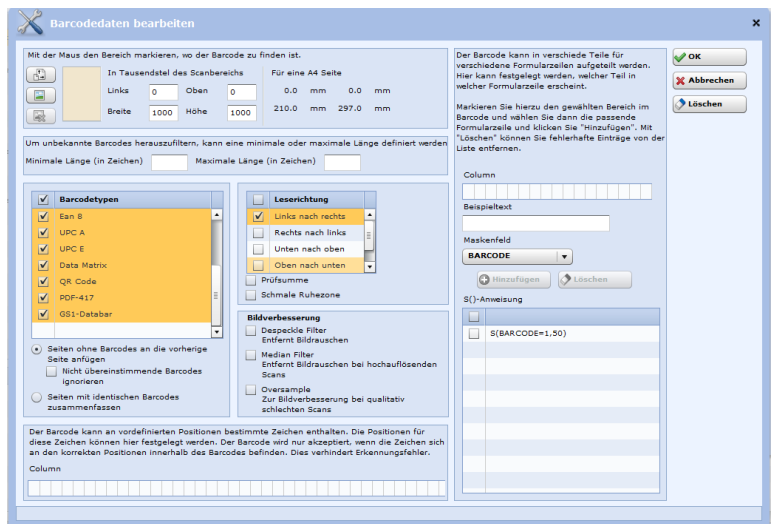 Barcodedaten bearbeiten
Mit der Maus den Bereich markieren, wo der Barcode zu finden ist.
In Tausendstel des Scanbereichs Für eine A4 Seite
Links 0 Oben 0 0.0 mm 0.0 mm
Breite 1000 Höhe 1000 210.0 mm 297.0 mm
Um unbekannte Barcodes herauszufiltern, kann eine minimale oder maximale Länge definiert werden
Minimale Länge (in Zeichen) Maximale Länge (in Zeichen)
Barcodetypen
Ean 8
UPC A
UPC E
Data Matrix
QR Code
PDF-417
GS1-Databar
Seiten ohne Barcodes an die vorherige
Seite anfügen
Nicht übereinstimmende Barcodes
ignorieren
Seiten mit identischen Barcodes
zusammenfassen
Leserichtung
Links nach rechts
Rechts nach links
Unten nach oben
Oben nach unten
Prüfsumme
Schmale Ruhezone
Bildverbesserung
Despeckle Filter
Entfernt Bildrauschen
Median Filter
Entfernt Bildrauschen bei hochauflösenden
Scans
Oversample
Zur Bildverbesserung bei qualitativ
schlechten Scans
Der Barcode kann an vordefinierten Positionen bestimmte Zeichen enthalten. Die Positionen für
diese Zeichen können hier festgelegt werden. Der Barcode wird nur akzeptiert, wenn die Zeichen sich
an den korrekten Positionen innerhalb des Barcodes befinden. Dies verhindert Erkennungsfehler.
Column
Der Barcode kann in verschiede Teile für
verschiedene Formularzeilen aufgeteilt werden.
Hier kann festgelegt werden, welcher Teil in
welcher Formularzeile erscheint.
Markieren Sie hierzu den gewählten Bereich im
Barcode und wählen Sie dann die passende
Formularzeile und klicken Sie "Hinzufügen". Mit
"Löschen" können Sie fehlerhafte Einträge von der
Liste entfernen.
Column
Beispieltext
Maskenfeld
BARCODE
Hinzufügen Löschen
S()-Anweisung
S(BARCODE=1,50)
OK
Abbrechen
Löschen